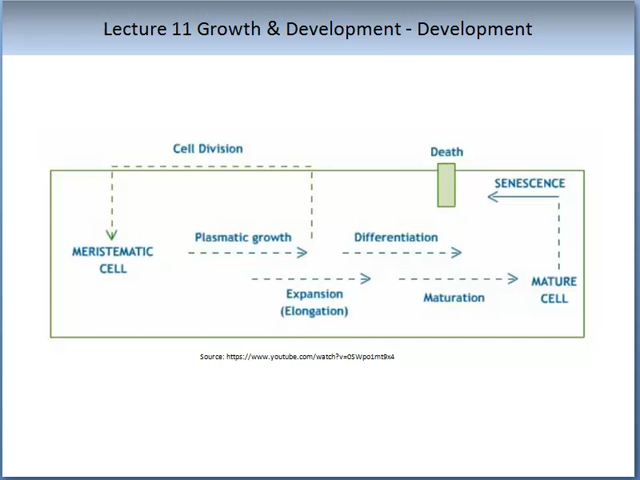 Lecture 11 Growth & Development - Development
Cell Division
Death
SENESCENCE
Plasmatic growth
Differentiation
MERISTEMATIC
CELL
Expansion
(Elongation)
Maturation
MATURE
CELL
Source: https://www.youtube.com/watch?v=0SWpo1mt9x4